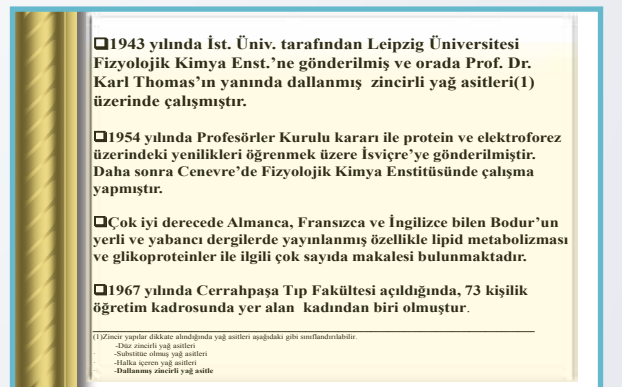 ❑1943 yılında İst. Üniv. tarafından Leipzig Üniversitesi
Fizyolojik Kimya Enst.’ne gönderilmiş ve orada Prof. Dr.
Karl Thomas’ın yanında dallanmış zincirli yağ asitleri(1)
üzerinde çalışmıştır.
❑1954 yılında Profesörler Kurulu kararı ile protein ve elektroforez
üzerindeki yenilikleri öğrenmek üzere İsviçre’ye gönderilmiştir.
Daha sonra Cenevre’de Fizyolojik Kimya Enstitüsünde çalışma
yapmıştır.
❑Çok iyi derecede Almanca, Fransızca ve İngilizce bilen Bodur’un
yerli ve yabancı dergilerde yayınlanmış özellikle lipid metabolizması
ve glikoproteinler ile ilgili çok sayıda makalesi bulunmaktadır.
❑1967 yılında Cerrahpaşa Tıp Fakültesi açıldığında, 73 kişilik
öğretim kadrosunda yer alan kadından biri olmuştur.
(1)Zincir yapılar dikkate alındığında yağ asitleri aşağıdaki gibi sınıflandırılabilir.
-Düz zincirli yağ asitleri
-Substitüe olmuş yağ asitleri
-Halka içeren yağ asitleri
-Dallanmış zincirli yağ asitle